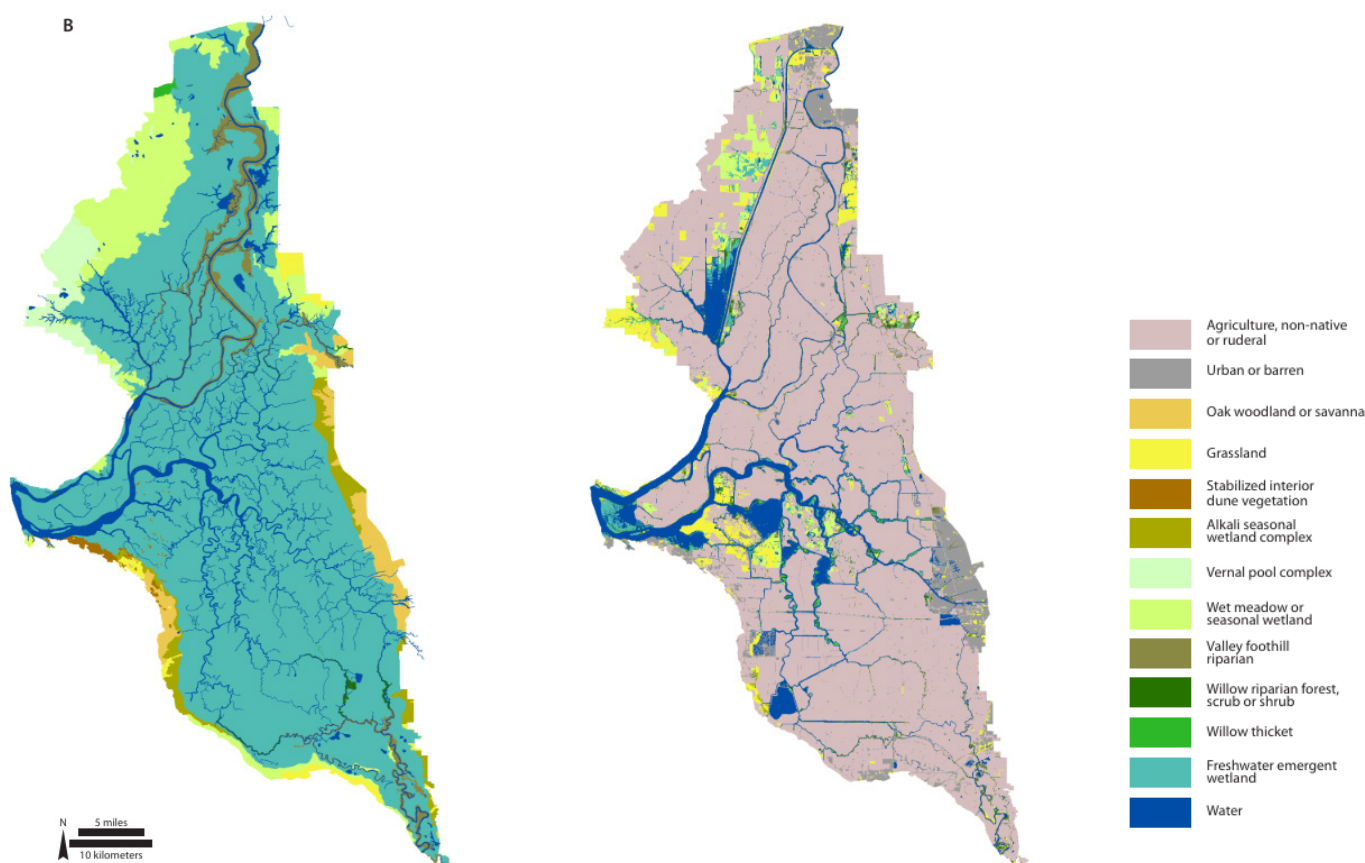 B
Agriculture, non-native
or ruderal
Urban or barren
Oak woodland or savanna
Grassland
Stabilized interior
dune vegetation
Alkali seasonal
wetland complex
Vernal pool complex
Wet meadow or
seasonal wetland
Valley foothill
riparian
Willow riparian forest,
scrub or shrub
Willow thicket
Freshwater emergent
wetland
Water
N
5 miles
10 kilometers